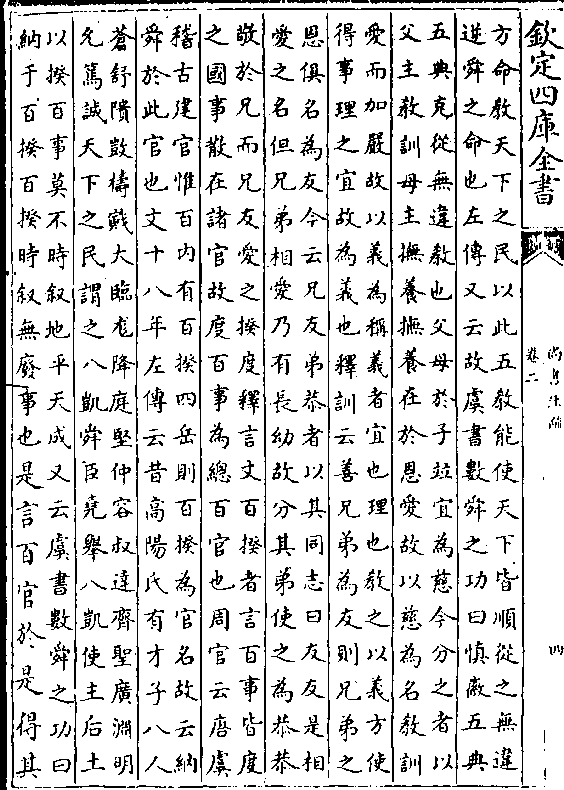 欽定四庫全書
尚書注疏
卷二
四
方命教天下之民以此五教能使天下皆順從之無違
逆舜之命也左傳又云故虞書數舜之功曰慎厥五典
五典克從無違教也父母於子竝宜為慈今分之者以
父主教訓母主撫養撫養在於恩愛故以慈為名教訓
愛而加嚴故以義為稱義者宜也理也教之以義方使
得事理之宜故為義也釋訓云善兄弟為友則兄弟之
恩俱名為友今云兄友弟恭者以其同志曰友友是相
愛之名但兄弟相愛乃有長幼故分其弟使之為恭恭
敬於兄而兄友愛之揆度釋言文百揆者言百事皆度
之國事散在諸官故度百事為總百官也周官云唐虞
稽古建官惟百內有百揆四岳則百揆為官名故云納
舜於此官也文十八年左傳云昔高陽氏有才子八人
蒼舒隤敳檮戭大臨尨降庭堅仲容叔達齊聖廣淵明
允篤誠天下之民謂之八凱舜臣堯舉八凱使主后土
以揆百事莫不時叙地平天成又云虞書數舜之功曰
納于百揆百揆時叙無廢事也是言百官於是得其